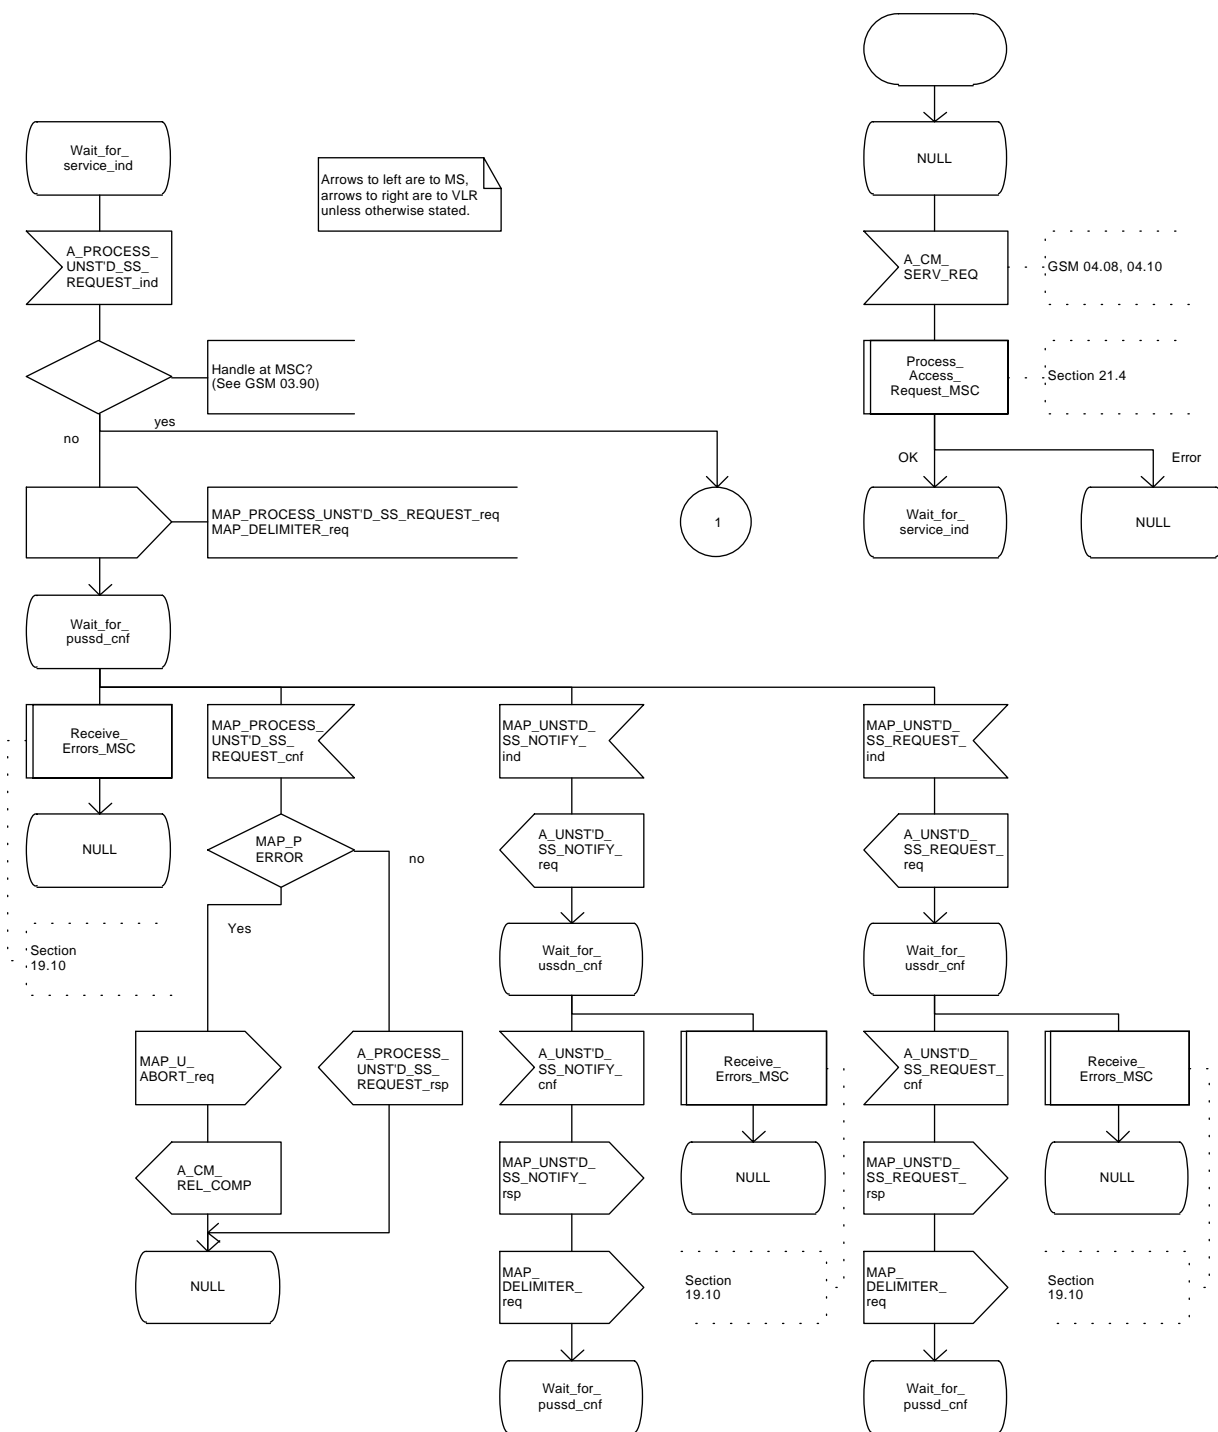 Wait_for_
service_ind
Arrows to left are to MS,
arrows to right are to VLR
unless otherwise stated.
NULL
A_PROCESS_
UNST'D_SS_
REQUEST_ind
A_CM_
SERV_REQ
GSM 04.08, 04.10
Handle at MSC?
(See GSM 03.90)
Process_
Access_
Request_MSC
Section 21.4
no
yes
OK
Error
MAP_PROCESS_UNST'D_SS_REQUEST_req
MAP_DELIMITER_req
1
Wait_for_
service_ind
NULL
Wait_for_
pussd_cnf
Receive_
Errors_MSC
MAP_PROCESS_
UNST'D_SS_
REQUEST_cnf
MAP_UNST'D_
SS_NOTIFY_
ind
MAP_UNST'D_
SS_REQUEST_
ind
NULL
MAP_P
ERROR
no
A_UNST'D_
SS_NOTIFY_
req
A_UNST'D_
SS_REQUEST_
req
Yes
Section
19.10
Wait_for_
ussdn_cnf
Wait_for_
ussdr_cnf
MAP_U_
ABORT_req
A_PROCESS_
UNST'D_SS_
REQUEST_rsp
A_UNST'D_
SS_NOTIFY_
cnf
Receive_
Errors_MSC
A_UNST'D_
SS_REQUEST_
cnf
Receive_
Errors_MSC
A_CM_
REL_COMP
MAP_UNST'D_
SS_NOTIFY_
rsp
NULL
MAP_UNST'D_
SS_REQUEST_
rsp
NULL
NULL
MAP_
DELIMITER_
req
Section
19.10
MAP_
DELIMITER_
req
Section
19.10
Wait_for_
pussd_cnf
Wait_for_
pussd_cnf